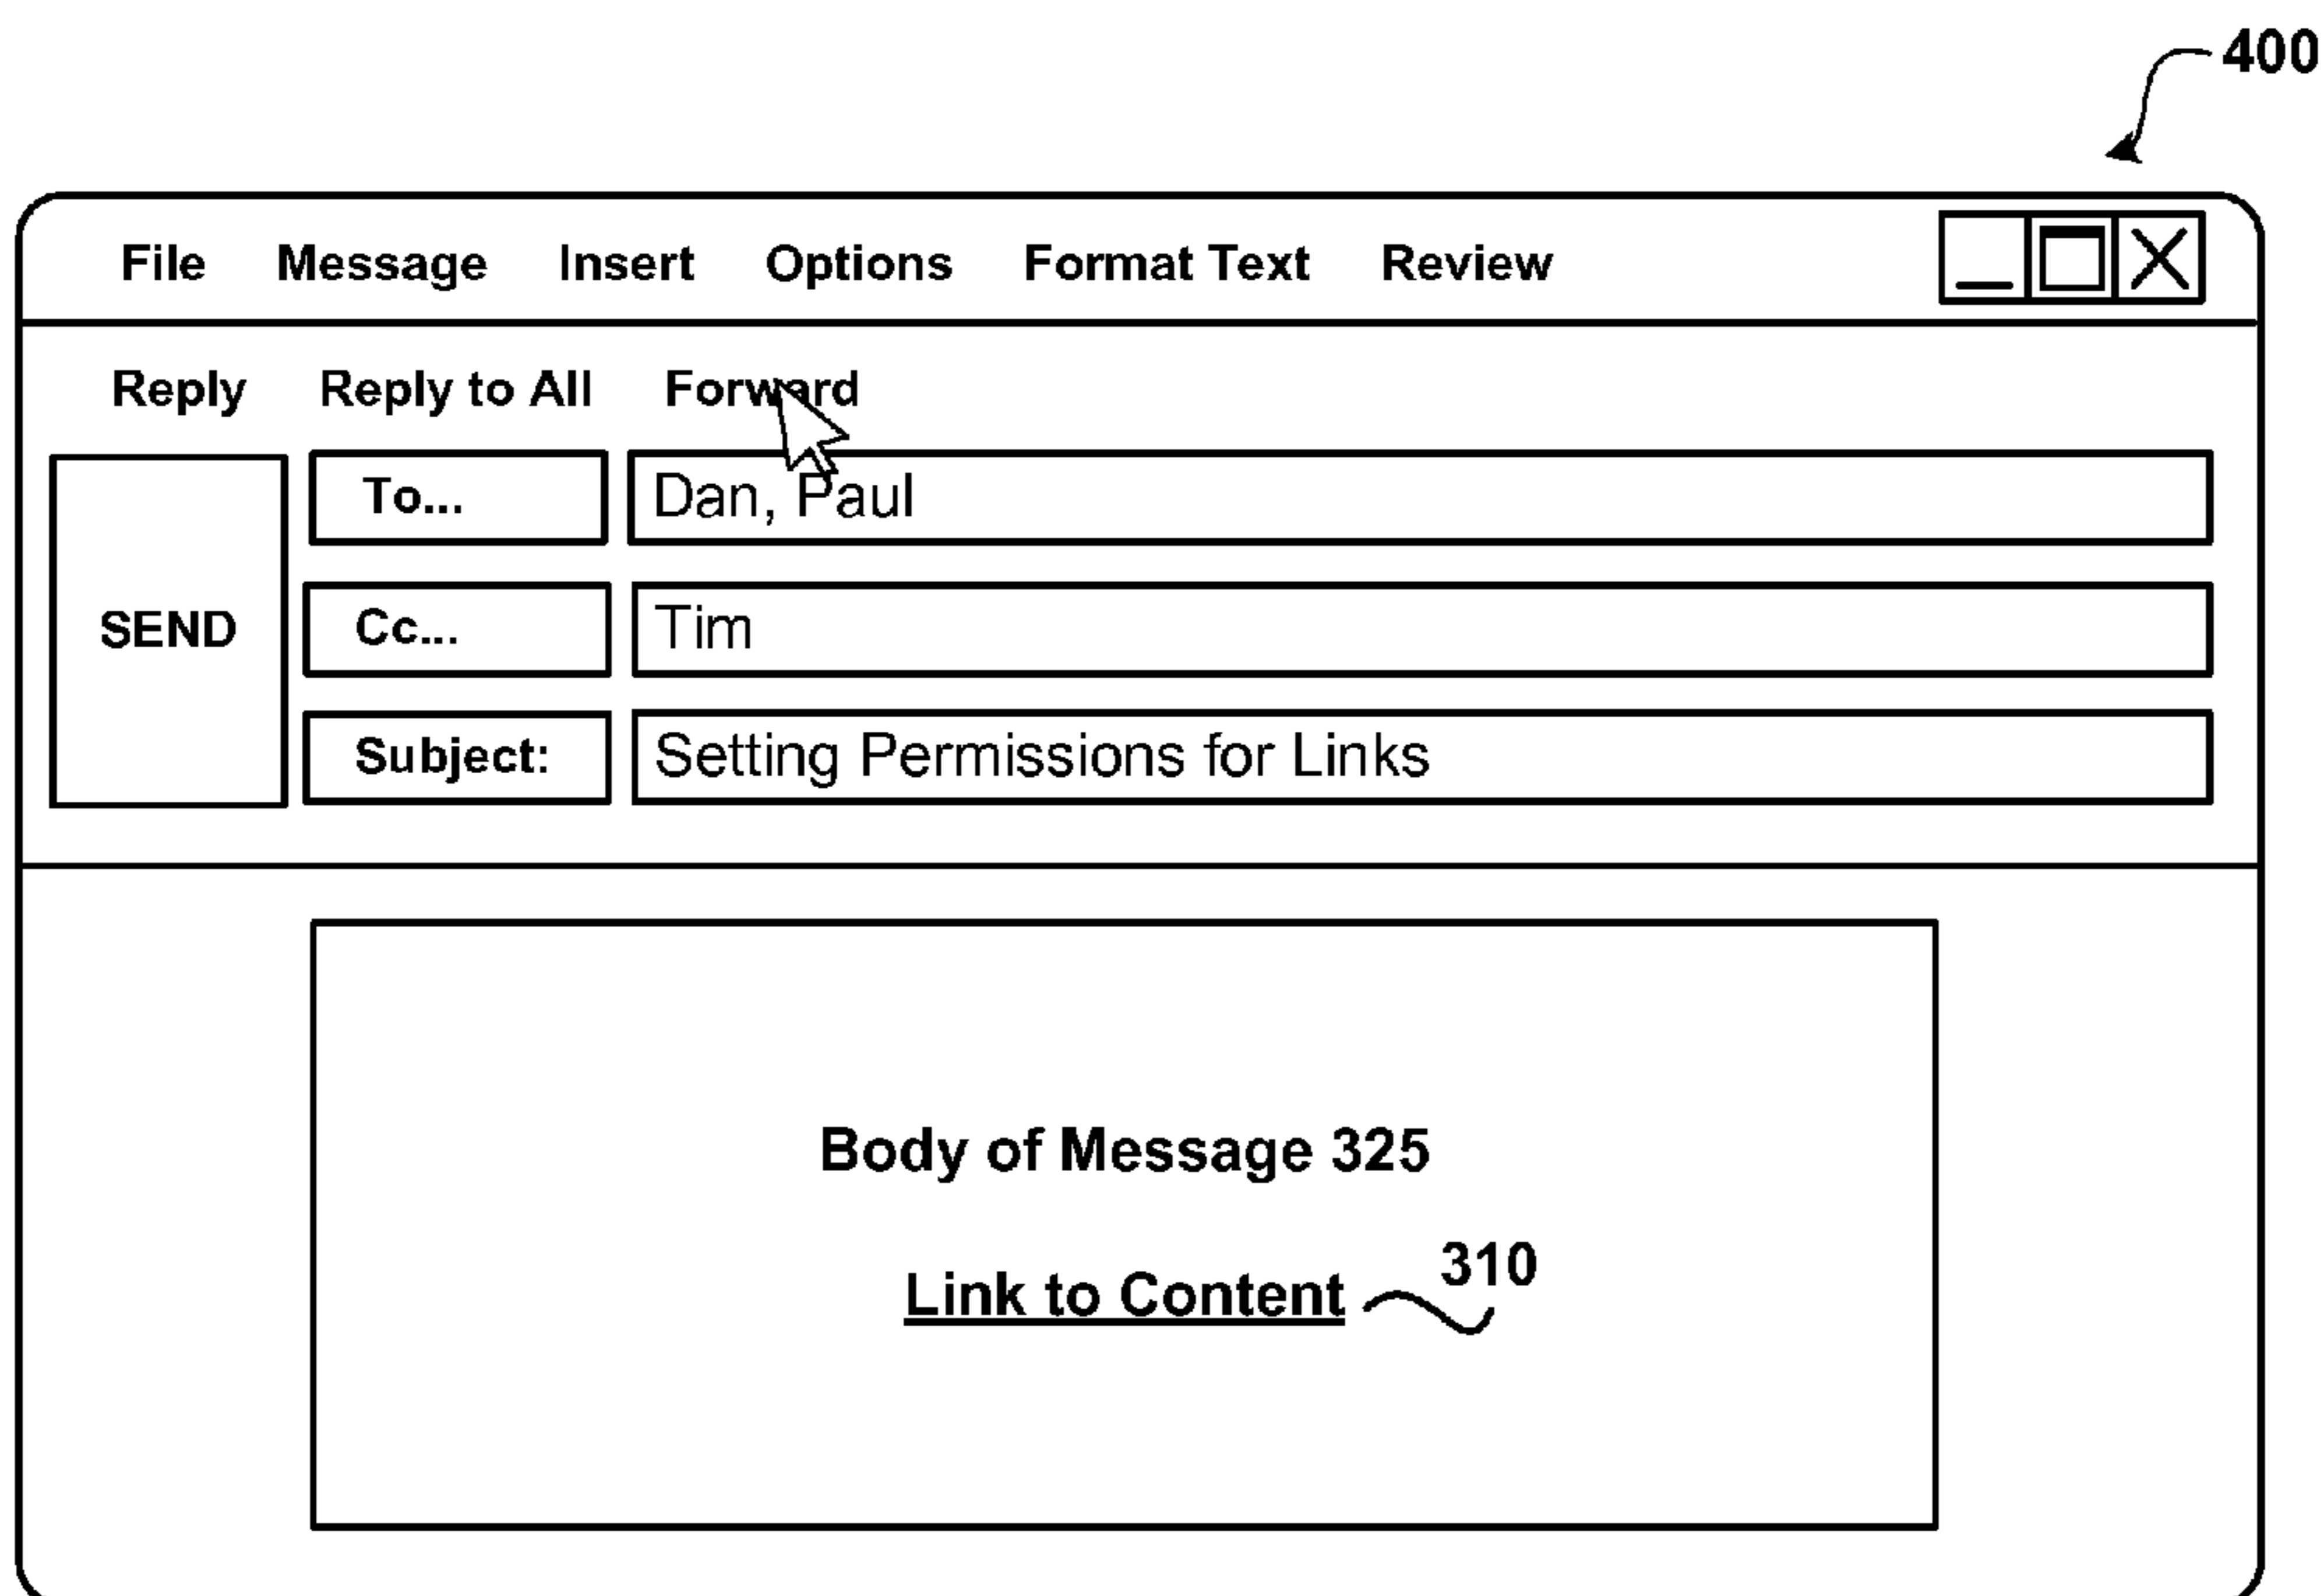 400
File Message Insert Options Format Text Review
Reply Reply to All Forward
To... Dan, Paul
SEND Cc... Tim
Subject: Setting Permissions for Links
Body of Message 325
310
Link to Content